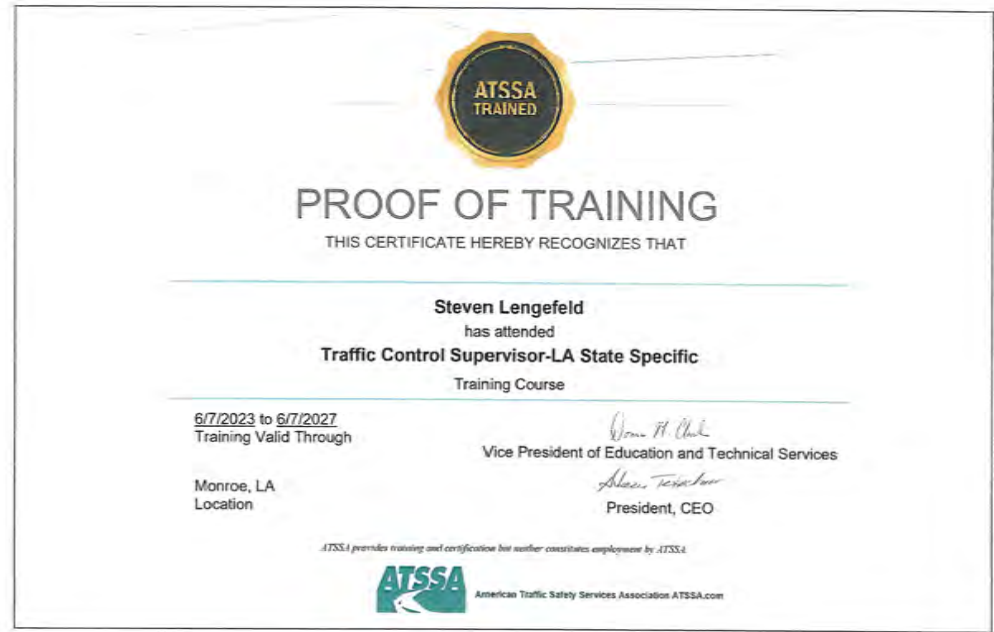 ATSSA
TRAINED
PROOF OF TRAINING
THIS CERTIFICATE HEREBY RECOGNIZES THAT
Steven Lengefeld
has attended
Traffic Control Supervisor-LA State Specific
Training Course
6/7/2023 to 6/7/2027
Training Valid Through
Vice President of Education and Technical Services
Monroe, LA
Location
President, CEO
ATSSA provides training and certification but neither constitutes employment by ATSSA.
ATSSA
American Traffic Safety Services Association ATSSA.com